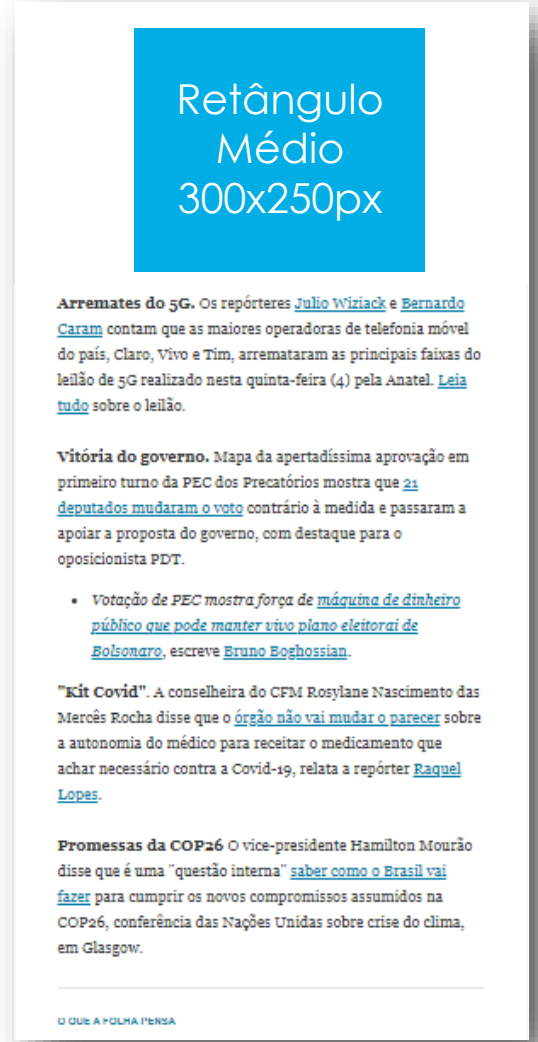 Retângulo
Médio
300x250px
Arremates do 5G. Os repórteres Julio Wiziack e Bernardo
Caram contam que as maiores operadoras de telefonia móvel
do país, Claro, Vivo e Tim, arremataram as principais faixas do
leilão de 5G realizado nesta quinta-feira (4) pela Anatel. Leia
tudo sobre o leilão.
Vitória do governo. Mapa da apertadíssima aprovação em
primeiro turno da PEC dos Precatórios mostra que 21
deputados mudaram o voto contrário à medida e passaram a
apoiar a proposta do governo, com destaque para o
oposicionista PDT.
• Votação de PEC mostra força de máquina de dinheiro
público que pode manter vivo plano eleitoral de
Bolsonaro, escreve Bruno Boghossian.
"Kit Covid". A conselheira do CFM Rosylane Nascimento das
Mercês Rocha disse que o órgão não vai mudar o parecer sobre
a autonomia do médico para receitar o medicamento que
achar necessário contra a Covid-19, relata a repórter Raquel
Lopes.
Promessas da COP26 O vice-presidente Hamilton Mourão
disse que é uma "questão interna" saber como o Brasil vai
fazer para cumprir os novos compromissos assumidos na
COP26, conferência das Nações Unidas sobre crise do clima,
em Glasgow.
O QUE A FOLHA PENSA